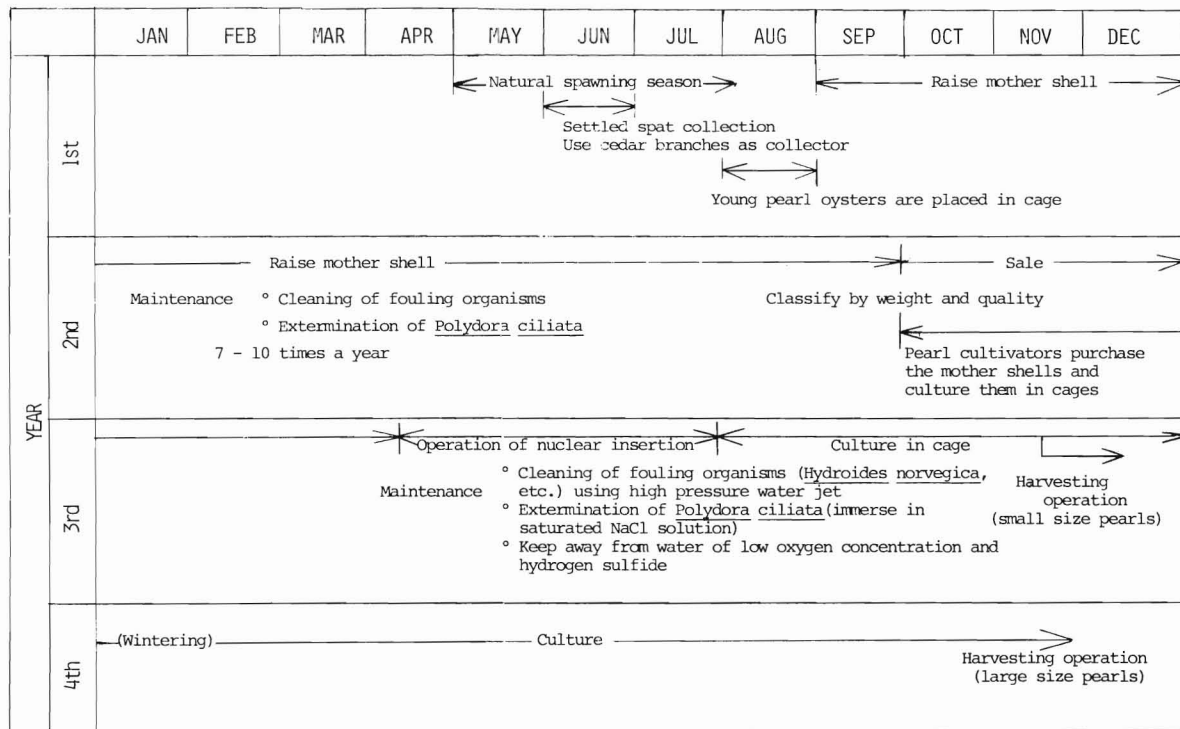 JAN FEB MAR APR MAY JUN JUL AUG SEP OCT NOV DEC
YEAR
1st
Natural spawning season
Raise mother shell
Settled spat collection
Use cedar branches as collector
Young pearl oysters are placed in cage
2nd
Raise mother shell
Sale
Maintenance ° Cleaning of fouling organisms
Classify by weight and quality
° Extermination of Polydora ciliata
7 - 10 times a year
Pearl cultivators purchase
the mother shells and
culture them in cages
3rd
Operation of nuclear insertion
Culture in cage
Maintenance ° Cleaning of fouling organisms (Hydroides norvegica,
etc.) using high pressure water jet
° Extermination of Polydora ciliata(immerse in
saturated NaCl solution)
° Keep away from water of low oxygen concentration and
hydrogen sulfide
Harvesting
operation
(small size pearls)
4th
(Wintering)
Culture
Harvesting operation
(large size pearls)